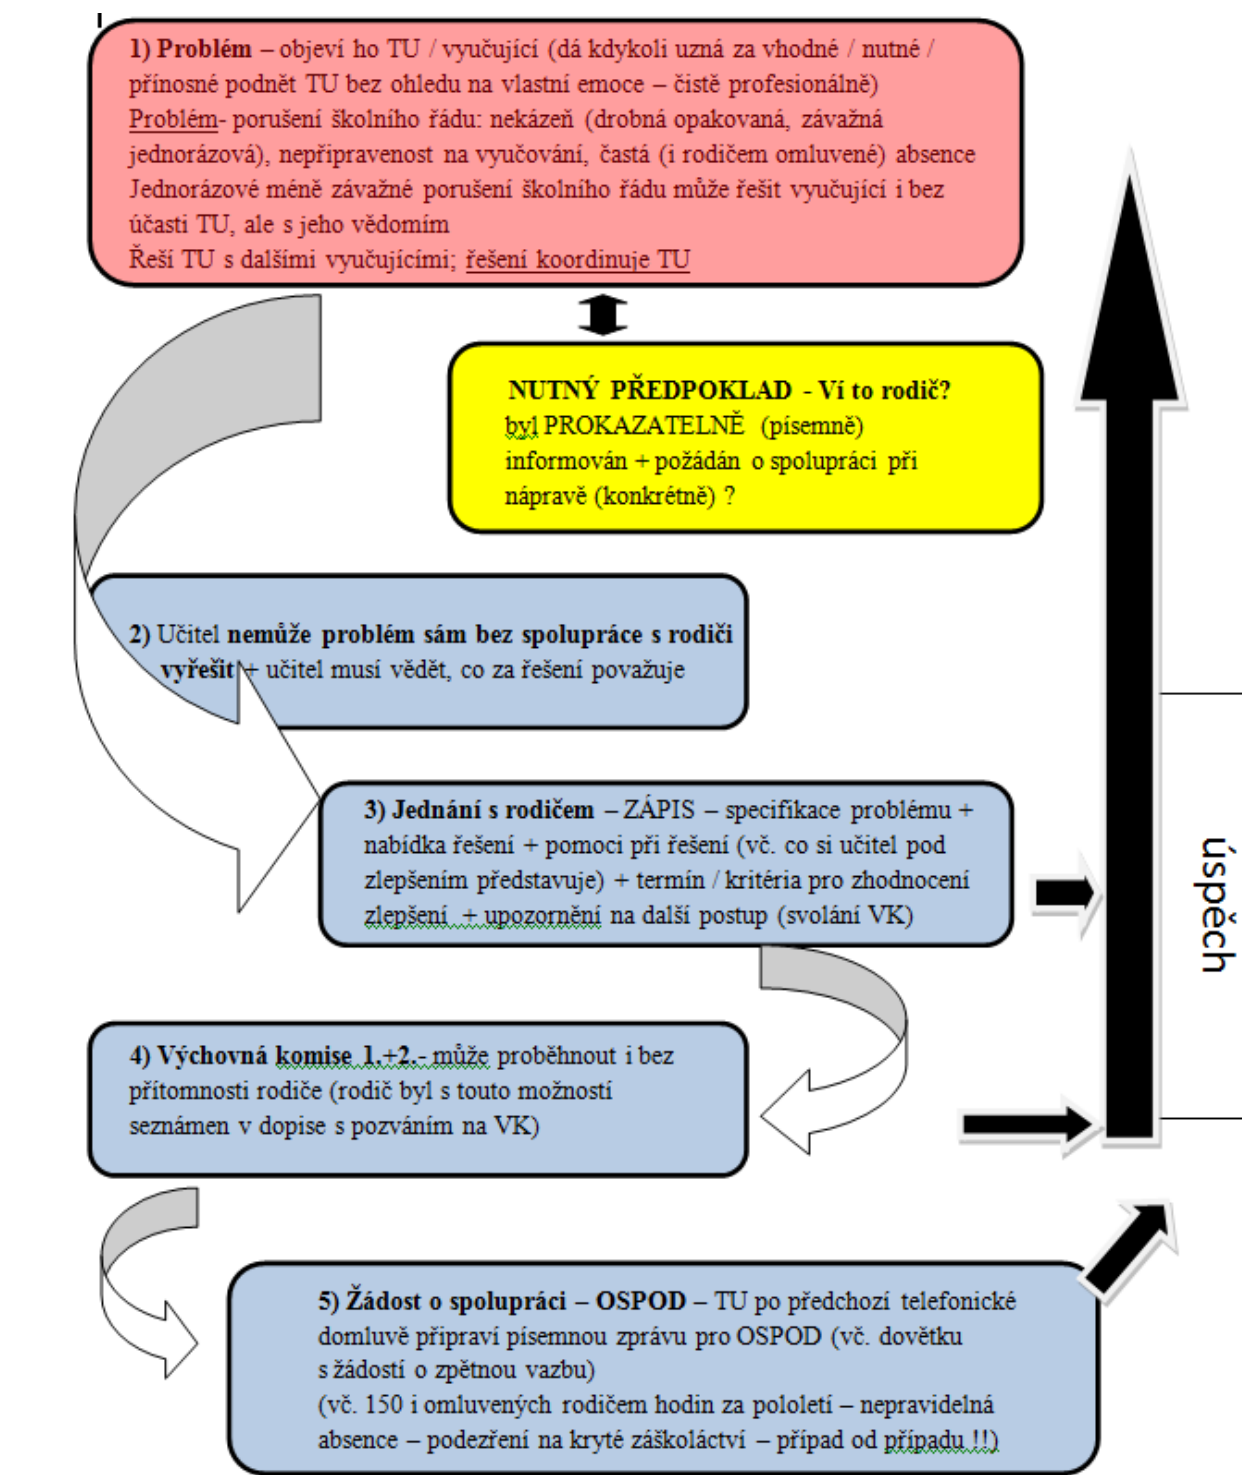 1) Problém – objeví ho TU / vyučující (dá kdykoli uzná za vhodné / nutné /
přínosné podnět TU bez ohledu na vlastní emoce – čistě profesionálně)
Problém- porušení školního řádu: nekázeň (drobná opakovaná, závažná
jednorázová), nepřipravenost na vyučování, častá (i rodičem omluvené) absence
Jednorázové méně závažné porušení školního řádu může řešit vyučující i bez
účasti TU, ale s jeho vědomím
Řeší TU s dalšími vyučujícími; řešení koordinuje TU
NUTNÝ PŘEDPOKLAD - Ví to rodič?
byl PROKAZATELNĚ (písemně)
informován + požádán o spolupráci při
nápravě (konkrétně) ?
2) Učitel nemůže problém sám bez spolupráce s rodiči
vyřešit + učitel musí vědět, co za řešení považuje
3) Jednání s rodičem – ZÁPIS – specifikace problému +
nabídka řešení + pomoci při řešení (vč. co si učitel pod
zlepšením představuje) + termín / kritéria pro zhodnocení
zlepšení + upozornění na další postup (svolání VK)
úspěch
4) Výchovná komise 1.+2.- může proběhnout i bez
přítomnosti rodiče (rodič byl s touto možností
seznámen v dopise s pozváním na VK)
5) Žádost o spolupráci – OSPOD – TU po předchozí telefonické
domluvě připraví písemnou zprávu pro OSPOD (vč. dovětku
s žádostí o zpětnou vazbu)
(vč. 150 i omluvených rodičem hodin za pololetí – nepravidelná
absence – podezření na kryté záškoláctví – případ od případu !!)